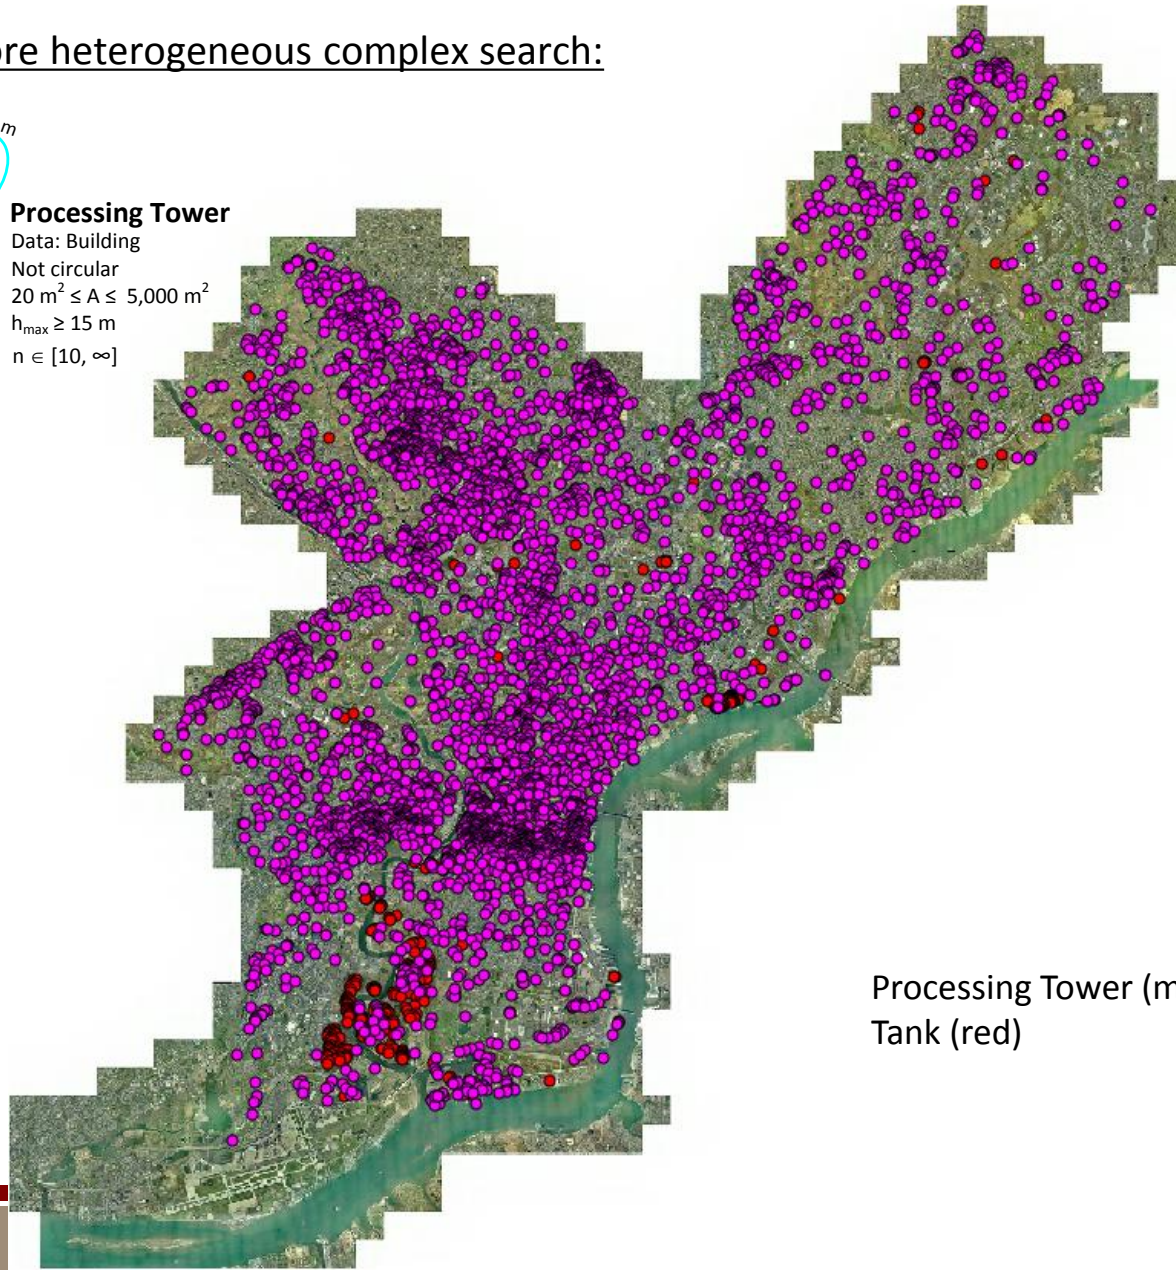 ore heterogeneous complex search:
m
Processing Tower
Data: Building
Not circular
20 m² ≤ A ≤ 5,000 m²
hmax ≥ 15 m
n ∈ [10, ∞]
Processing Tower (m
Tank (red)